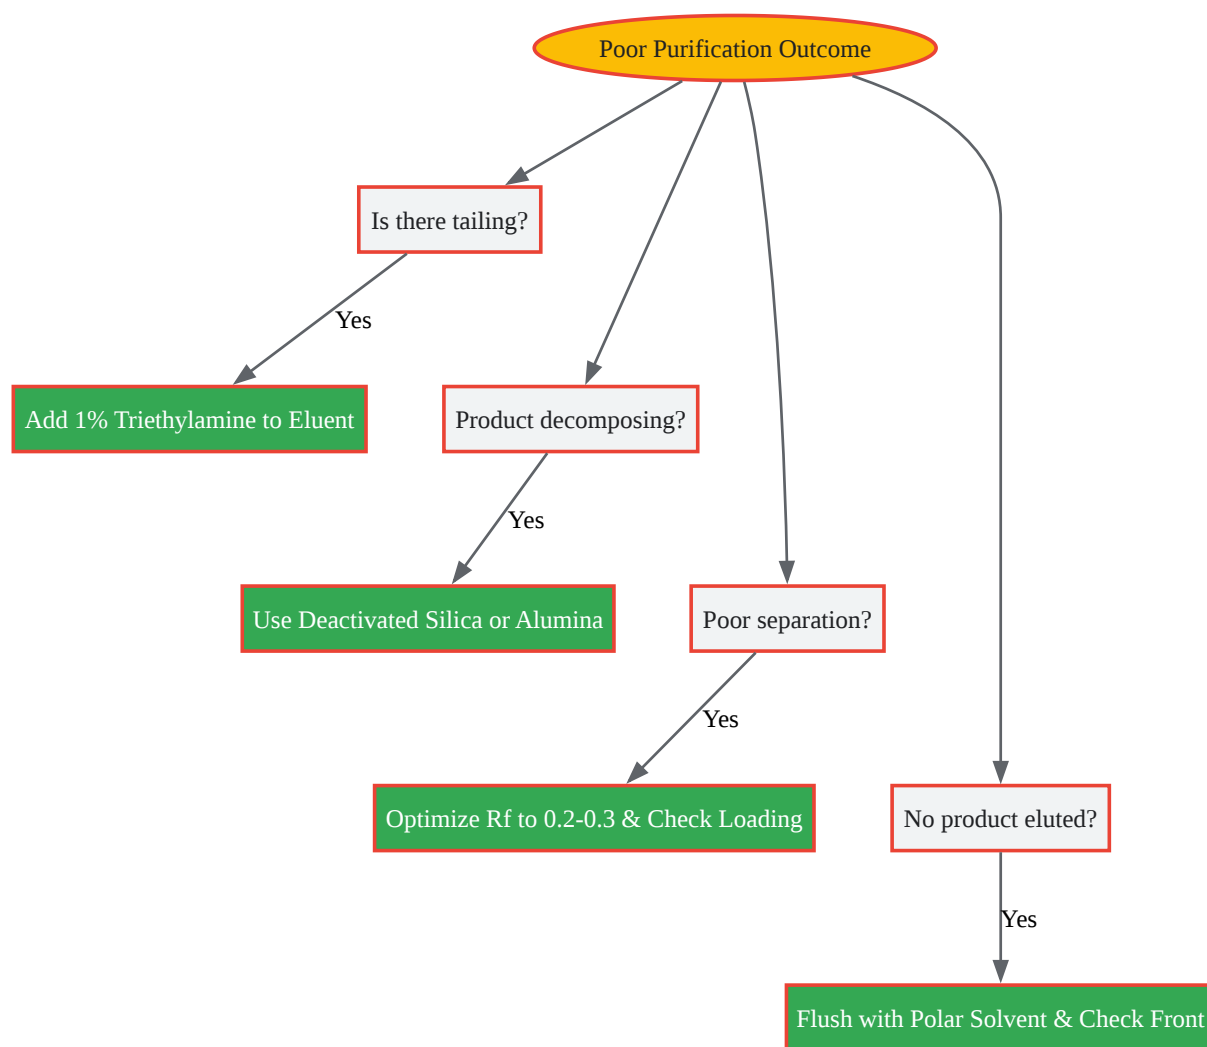 Poor Purification Outcome
Is there tailing?
Yes
Add 1% Triethylamine to Eluent
Product decomposing?
Yes
Use Deactivated Silica or Alumina
Poor separation?
Yes
Optimize Rf to 0.2-0.3 & Check Loading
No product eluted?
Yes
Flush with Polar Solvent & Check Front